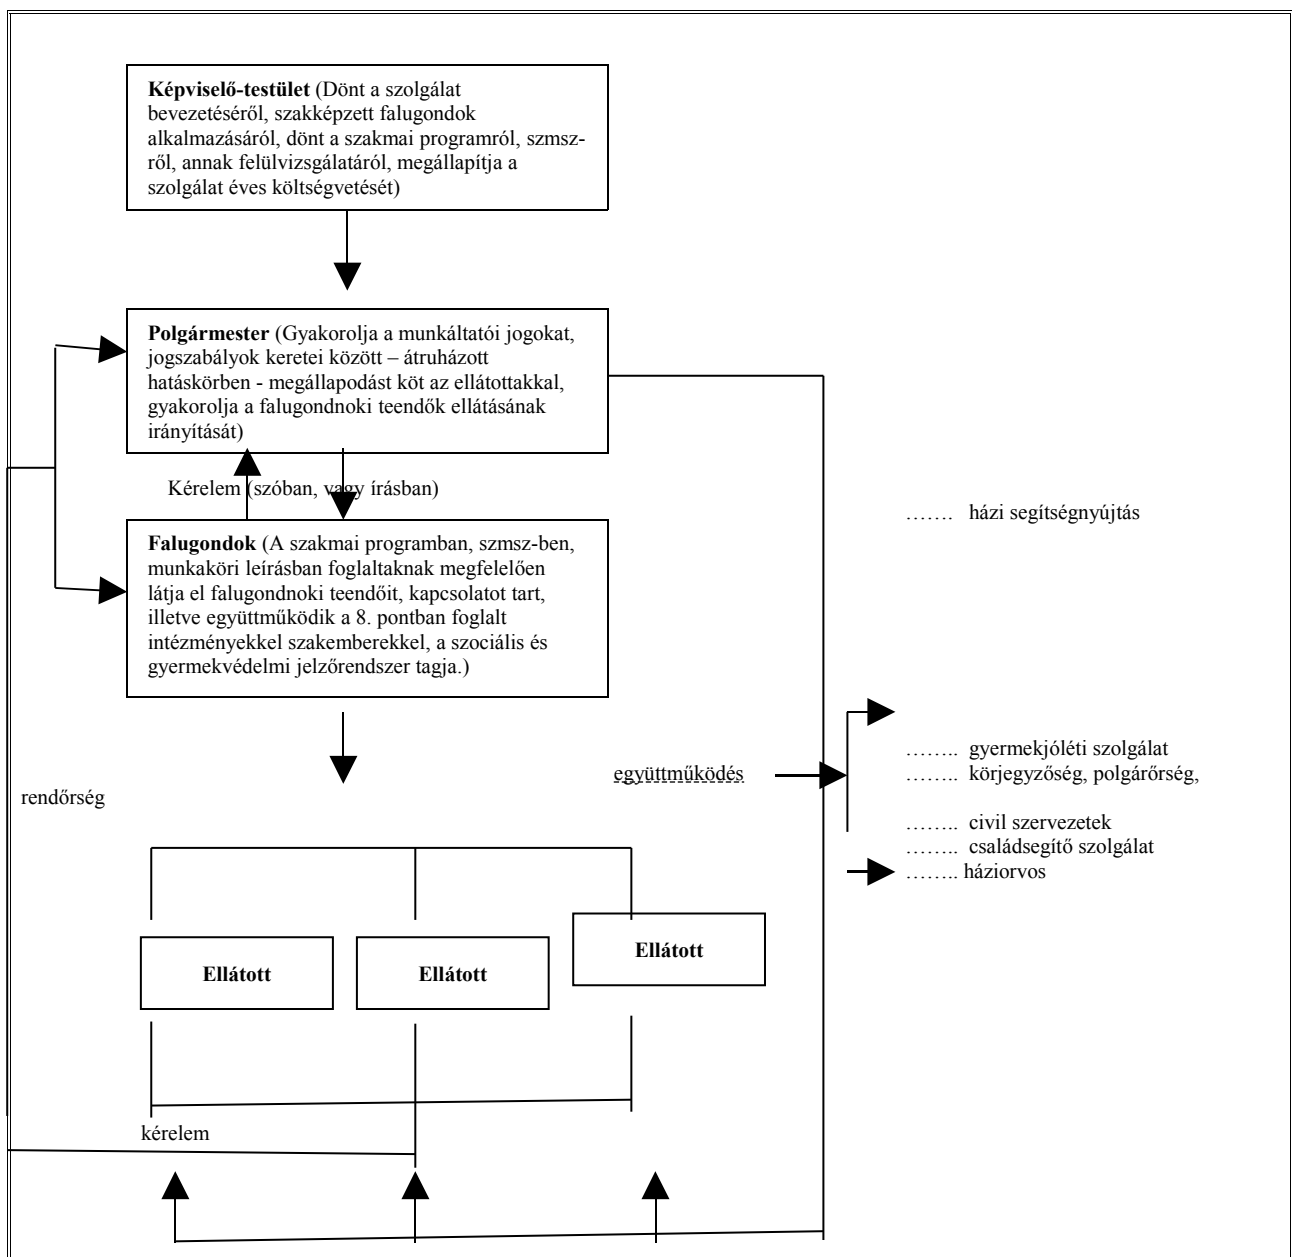 Képviselő-testület (Dönt a szolgálat
bevezetéséről, szakképzett falugondok
alkalmazásáról, dönt a szakmai programról, szmsz-
ről, annak felülvizsgálatáról, megállapítja a
szolgálat éves költségvetését)
Polgármester (Gyakorolja a munkáltatói jogokat,
jogszabályok keretei között – átruházott
hatáskörben - megállapodást köt az ellátottakkal,
gyakorolja a falugondnoki teendők ellátásának
irányítását)
Kérelem (szóban, vagy írásban)
Falugondok (A szakmai programban, szmsz-ben,
munkaköri leírásban foglaltaknak megfelelően
látja el falugondnoki teendőit, kapcsolatot tart,
illetve együttműködik a 8. pontban foglalt
intézményekkel szakemberekkel, a szociális és
gyermekvédelmi jelzőrendszer tagja.)
……. házi segítségnyújtás
…….. gyermekjóléti szolgálat
együttműködés
…….. körjegyzőség, polgárőrség,
rendőrség
…….. civil szervezetek
…….. családsegítő szolgálat
…….. háziorvos
Ellátott
Ellátott
Ellátott
kérelem